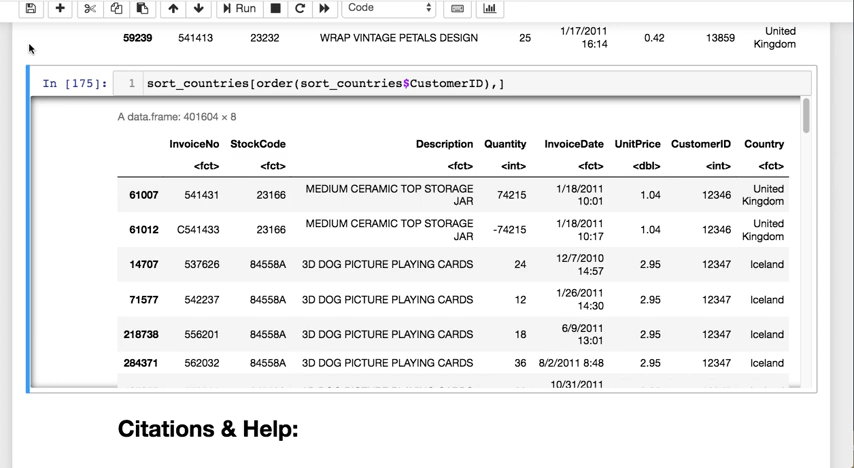 Run Code
59239 541413 23232 WRAP VINTAGE PETALS DESIGN 25 1/17/2011 16:14 0.42 13859 United Kingdom
In [175]: 1 sort_countries[order(sort_countries$CustomerID),]
A data.frame: 401604 × 8
InvoiceNo StockCode Description Quantity InvoiceDate UnitPrice CustomerID Country
<fct> <fct> <fct> <int> <fct> <dbl> <int> <fct>
61007 541431 23166 MEDIUM CERAMIC TOP STORAGE JAR 74215 1/18/2011 10:01 1.04 12346 United Kingdom
61012 C541433 23166 MEDIUM CERAMIC TOP STORAGE JAR -74215 1/18/2011 10:17 1.04 12346 United Kingdom
14707 537626 84558A 3D DOG PICTURE PLAYING CARDS 24 12/7/2010 14:57 2.95 12347 Iceland
71577 542237 84558A 3D DOG PICTURE PLAYING CARDS 12 1/26/2011 14:30 2.95 12347 Iceland
218738 556201 84558A 3D DOG PICTURE PLAYING CARDS 18 6/9/2011 13:01 2.95 12347 Iceland
284371 562032 84558A 3D DOG PICTURE PLAYING CARDS 36 8/2/2011 8:48 2.95 12347 Iceland
10/31/2011
Citations & Help: